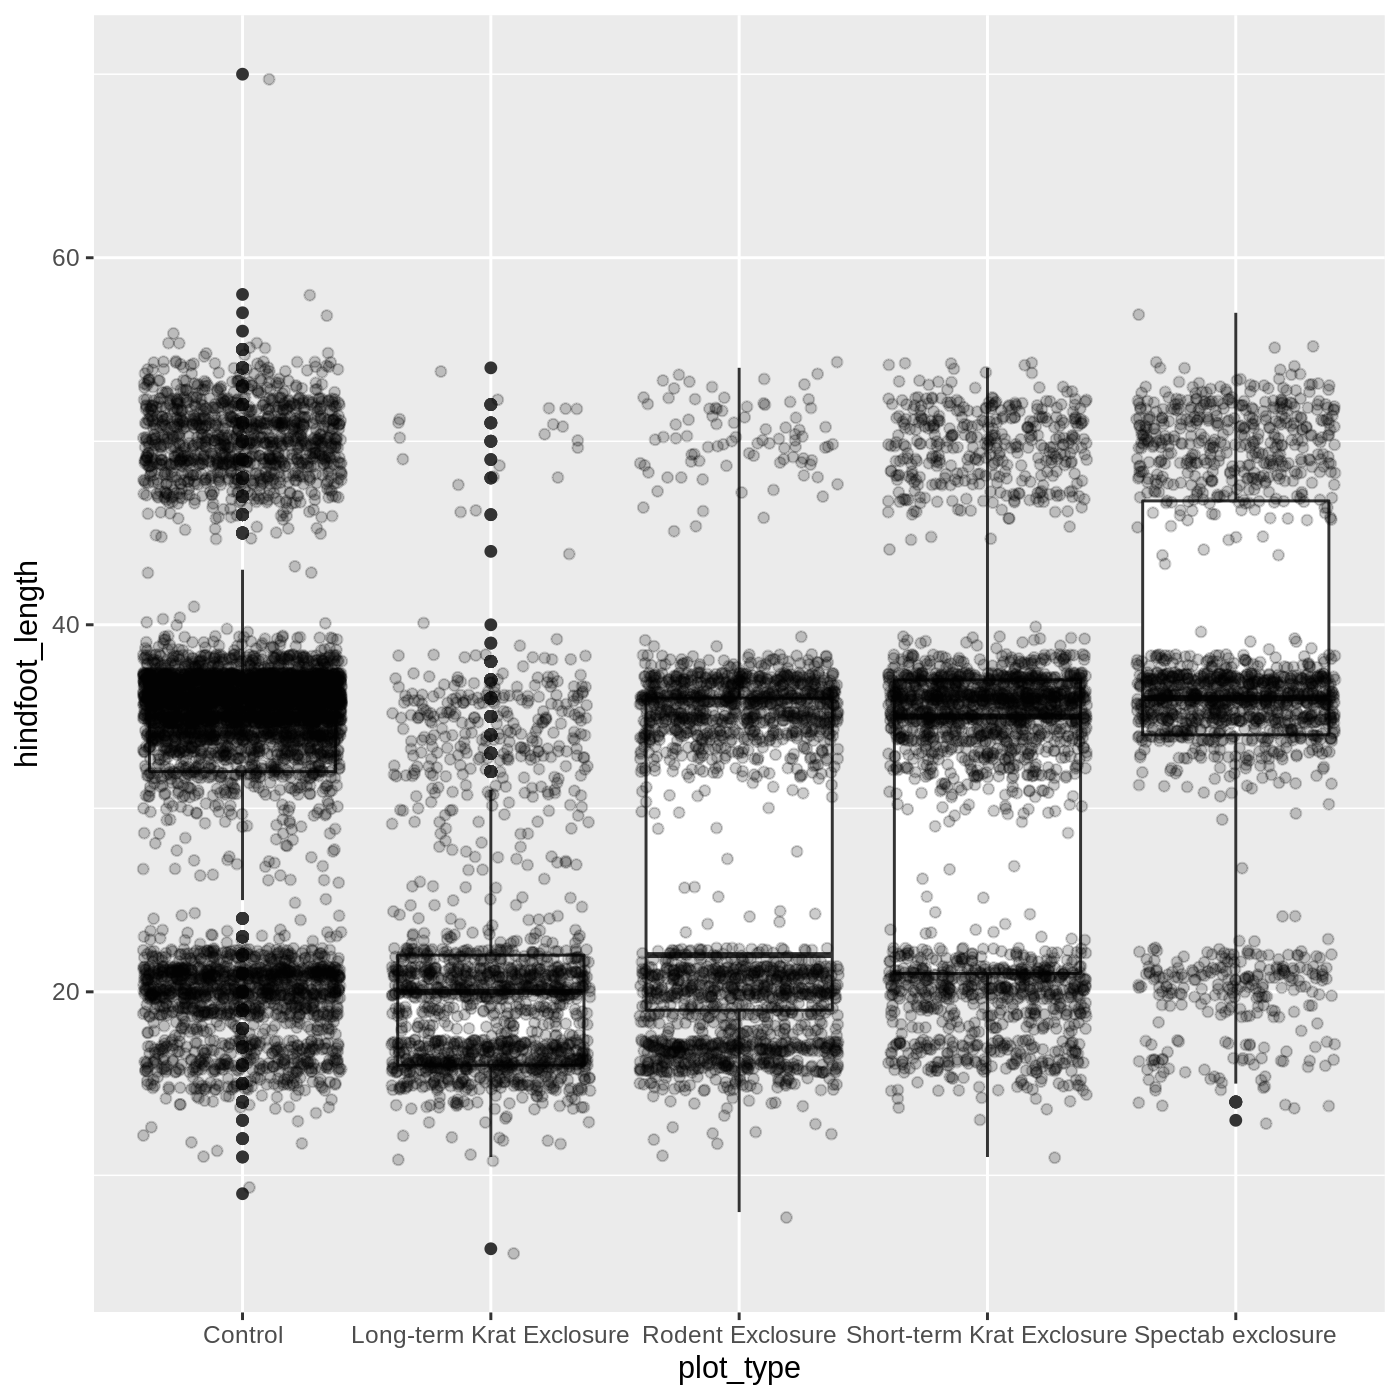 hindfoot_length
60
40
20
Control Long-term Krat Exclosure Rodent Exclosure Short-term Krat Exclosure Spectab exclosure
plot_type